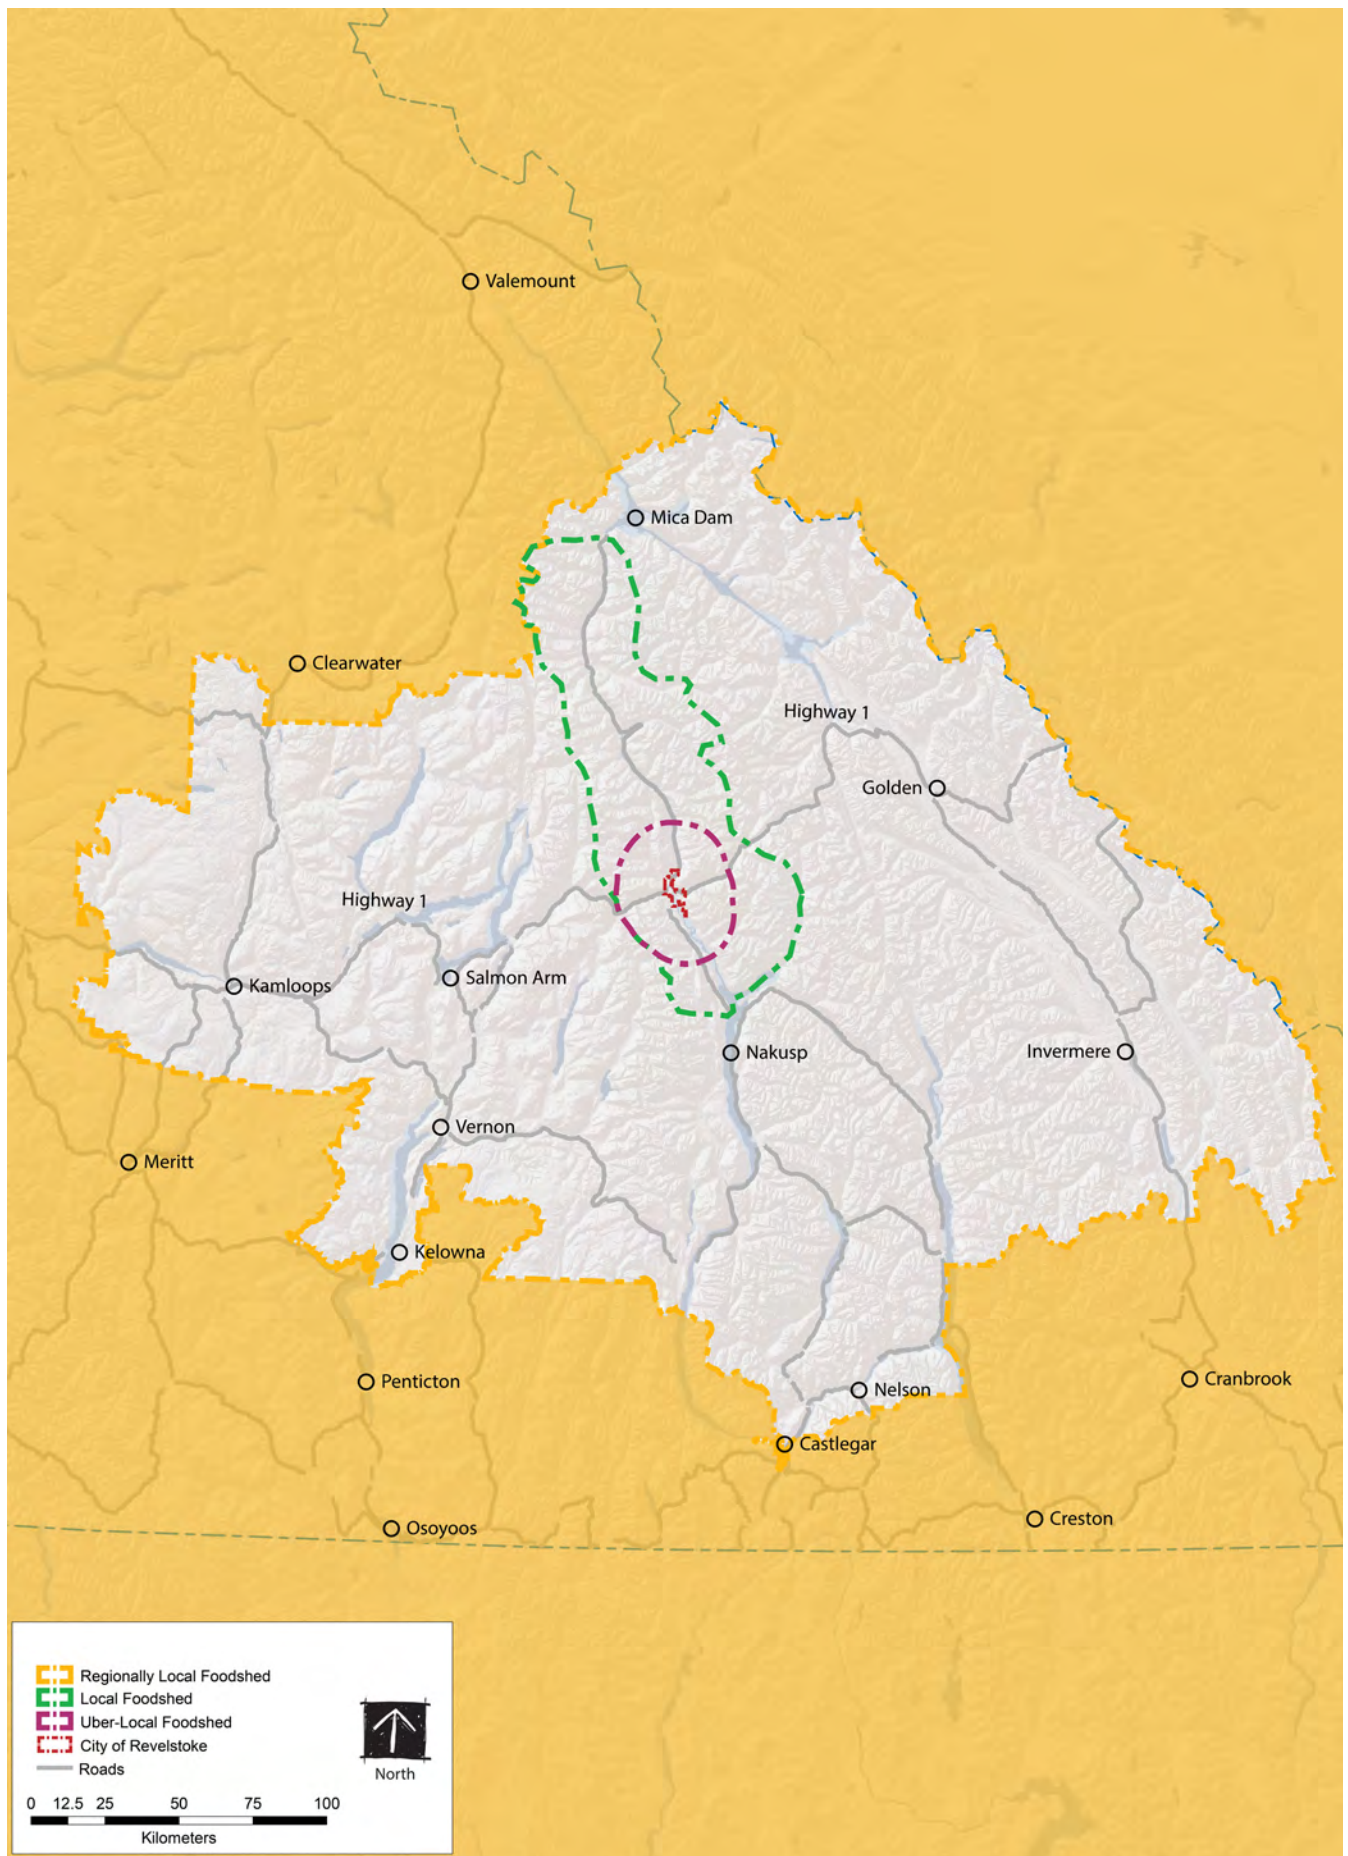 Valemount
Mica Dam
Clearwater
Highway 1
Golden
Highway 1
Salmon Arm
Kamloops
Nakusp
Invermere
Vernon
Meritt
Kelowna
Penticton
Cranbrook
Nelson
Castlegar
Creston
Osoyoos
Regionally Local Foodshed
Local Foodshed
Uber-Local Foodshed
City of Revelstoke
Roads
North
0 12.5 25 50 75 100
Kilometers